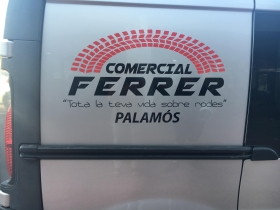 COMERCIAL
FERRER
"Tota la teva vida sobre rodes"
PALAMÓS